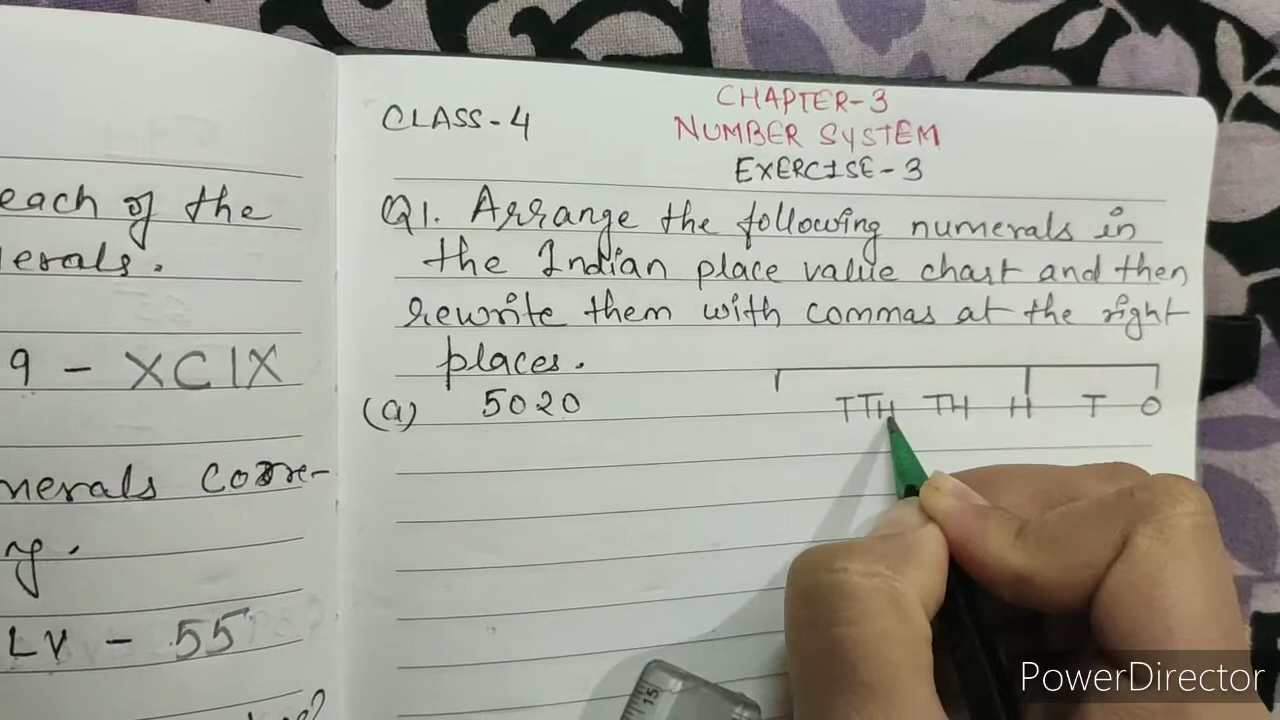 each of the
erals.
9 - XCIX
nerals
LV - 55
CLASS-4
CHAPTER-3
NUMBER SYSTEM
EXERCISE-3
Q1. Arrange the following numerals in
the Indian place value chart and then
rewrite them with commas at the right
places.
(a) 5020
TTH TH H T O
15
PowerDirector